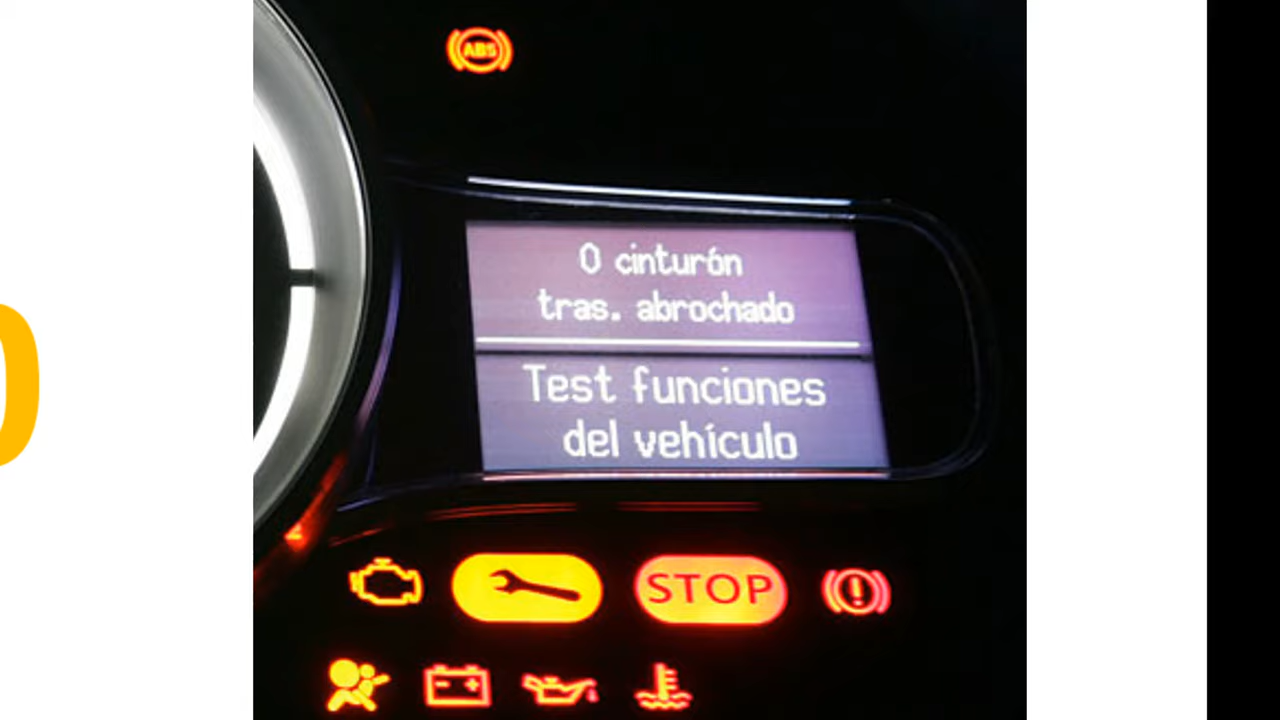 ABS
0 cinturón
tras. abrochado
Test funciones
del vehículo
STOP